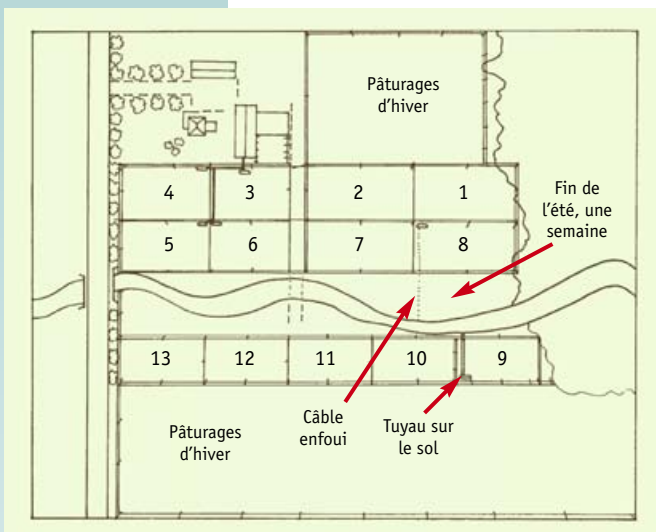 Pâturages
d’hiver
4 3 2 1
Fin de
l’été, une
semaine
5 6 7 8
13 12 11 10 9
Câble
enfoui
Tuyau sur
le sol
Pâturages
d’hiver